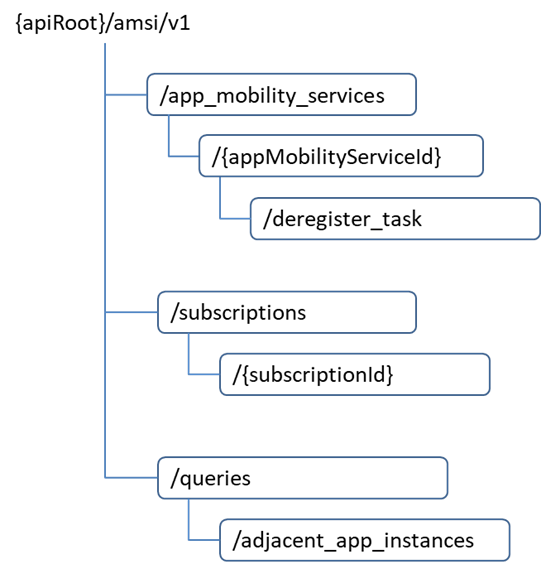 {apiRoot}/amsi/v1
/app_mobility_services
/{appMobilityServiceId}
/deregister_task
/subscriptions
/{subscriptionId}
/queries
/adjacent_app_instances